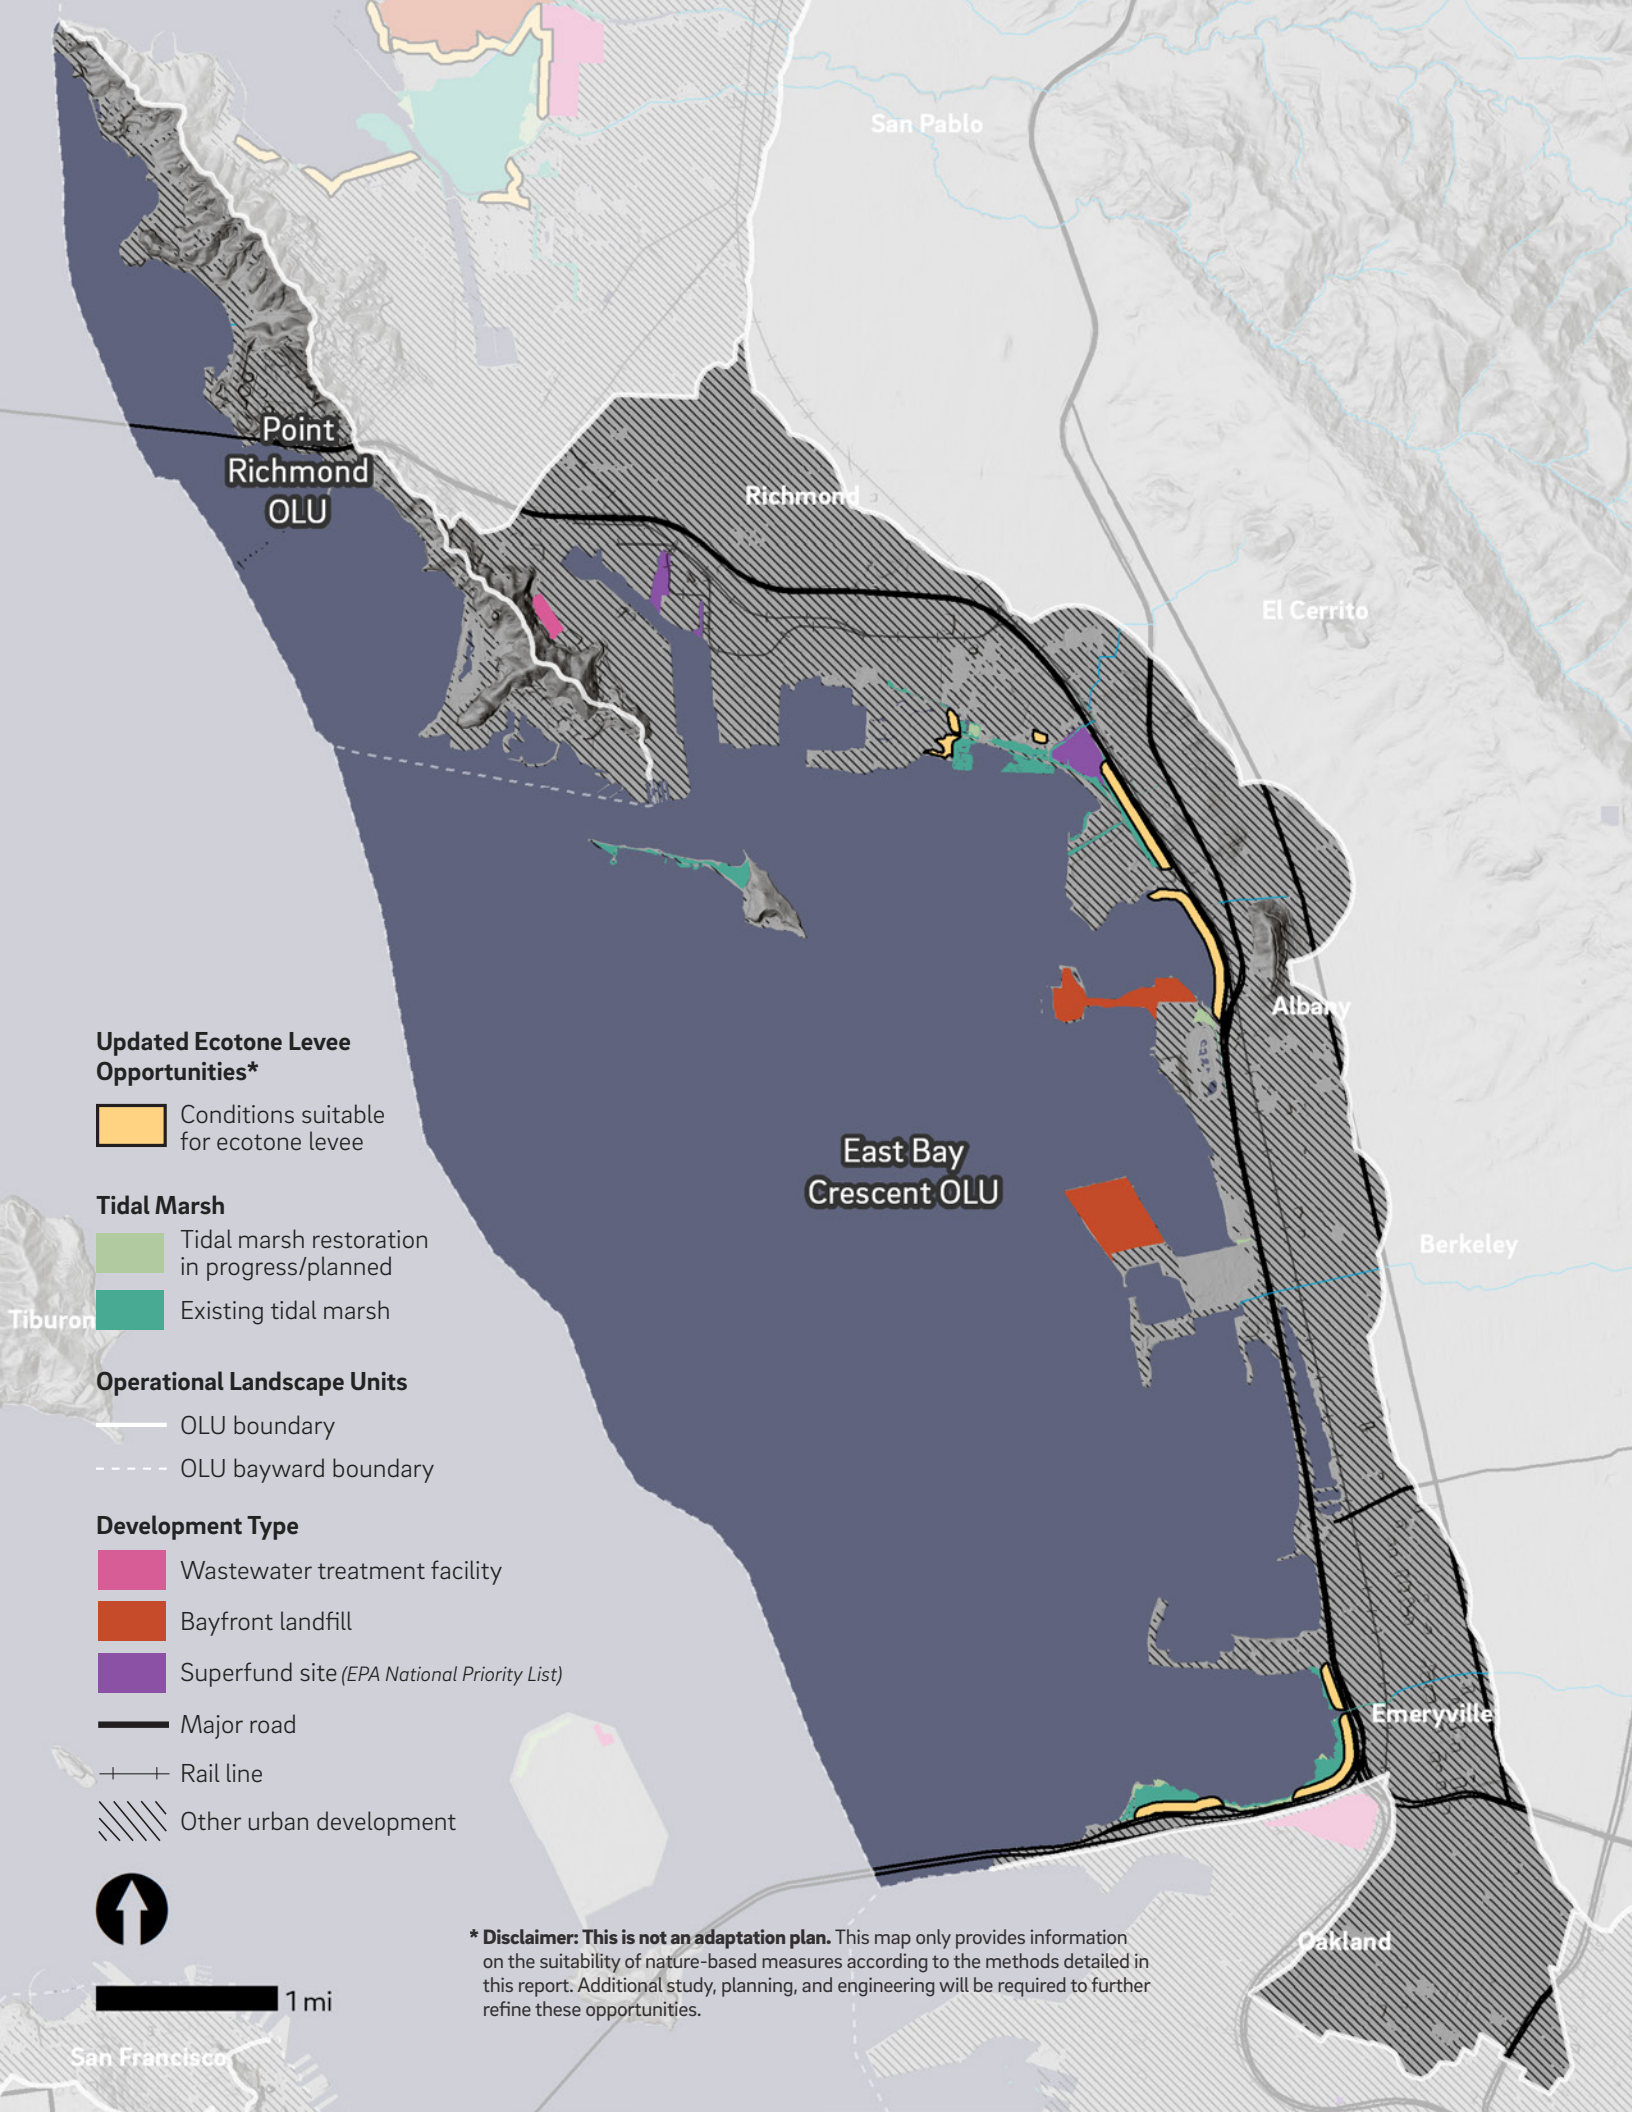 San Pablo
Point
Richmond
OLU
Richmond
El Cerrito
Albany
East Bay
Crescent OLU
Berkeley
Tiburon
Emeryville
Oakland
San Francisco
Updated Ecotone Levee
Opportunities*
Conditions suitable
for ecotone levee
Tidal Marsh
Tidal marsh restoration
in progress/planned
Existing tidal marsh
Operational Landscape Units
OLU boundary
OLU bayward boundary
Development Type
Wastewater treatment facility
Bayfront landfill
Superfund site (EPA National Priority List)
Major road
Rail line
Other urban development
1 mi
* Disclaimer: This is not an adaptation plan. This map only provides information
on the suitability of nature-based measures according to the methods detailed in
this report. Additional study, planning, and engineering will be required to further
refine these opportunities.